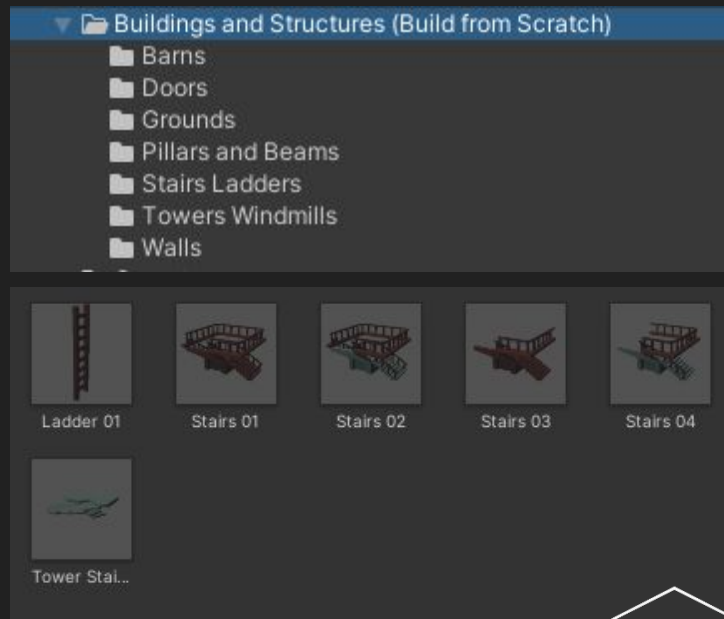 Buildings and Structures (Build from Scratch)
Barns
Doors
Grounds
Pillars and Beams
Stairs Ladders
Towers Windmills
Walls
Ladder 01 Stairs 01 Stairs 02 Stairs 03 Stairs 04
Tower Stai...